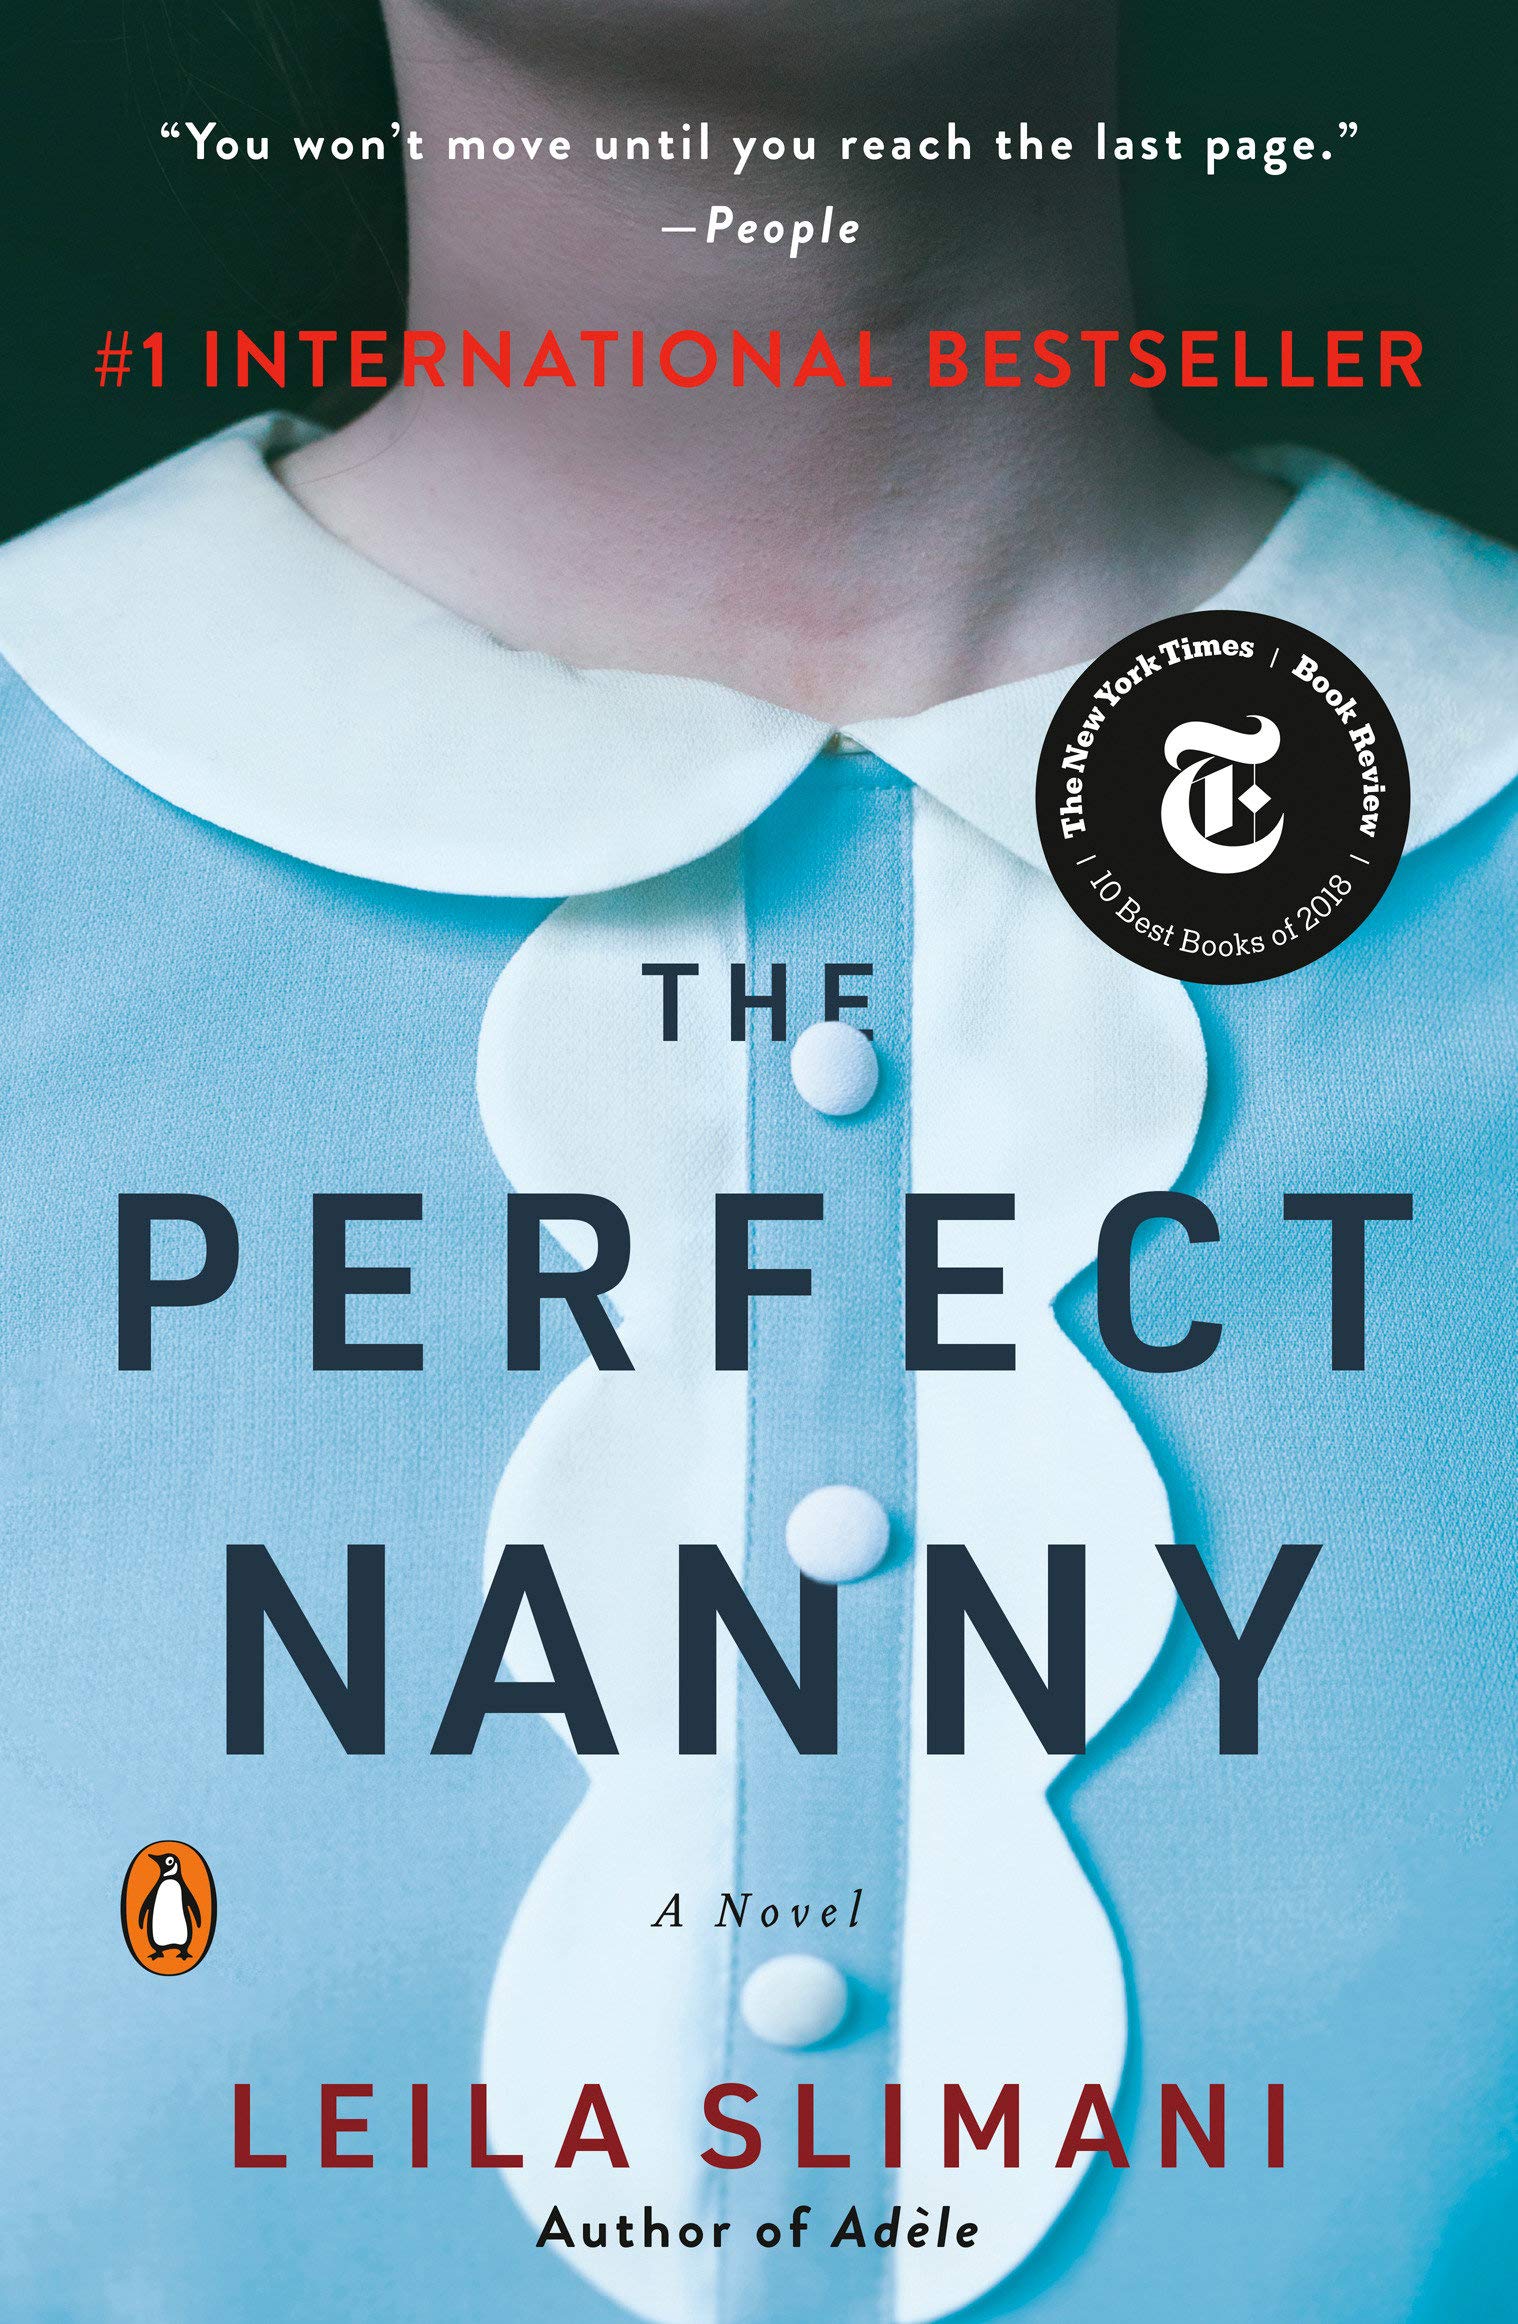 “You won’t move until you reach the last page.”
—People
#1 INTERNATIONAL BESTSELLER
The New York Times | Book Review
| 10 Best Books of 2018 |
THE
PERFECT
NANNY
A Novel
LEILA SLIMANI
Author of Adèle